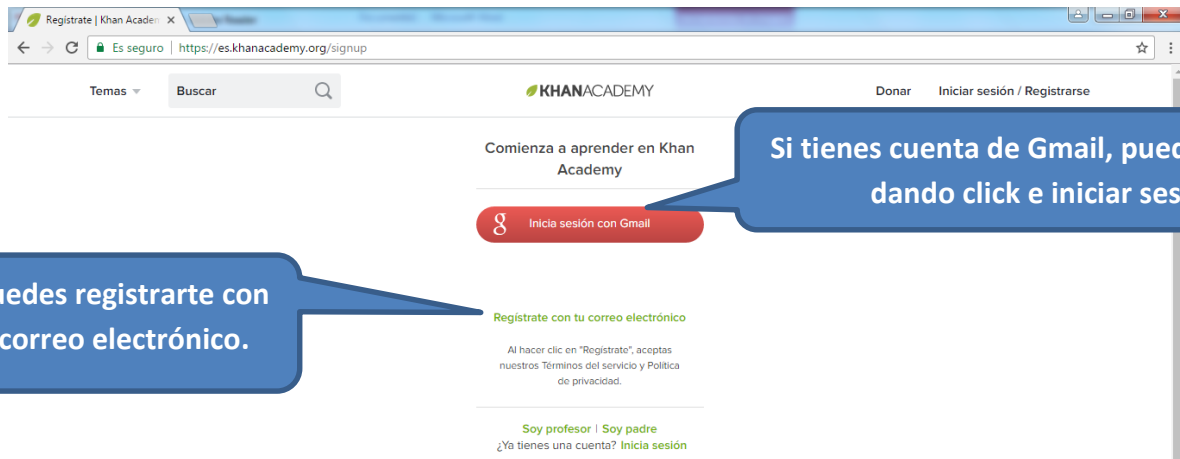 Regístrate | Khan Academ
Es seguro | https://es.khanacademy.org/signup
Temas
Buscar
KHANACADEMY
Donar
Iniciar sesión / Registrarse
Comienza a aprender en Khan
Academy
Si tienes cuenta de Gmail, pued
dando click e iniciar ses
g Inicia sesión con Gmail
uedes registrarte con
correo electrónico.
Regístrate con tu correo electrónico
Al hacer clic en "Regístrate", aceptas
nuestros Términos del servicio y Política
de privacidad.
Soy profesor | Soy padre
¿Ya tienes una cuenta? Inicia sesión